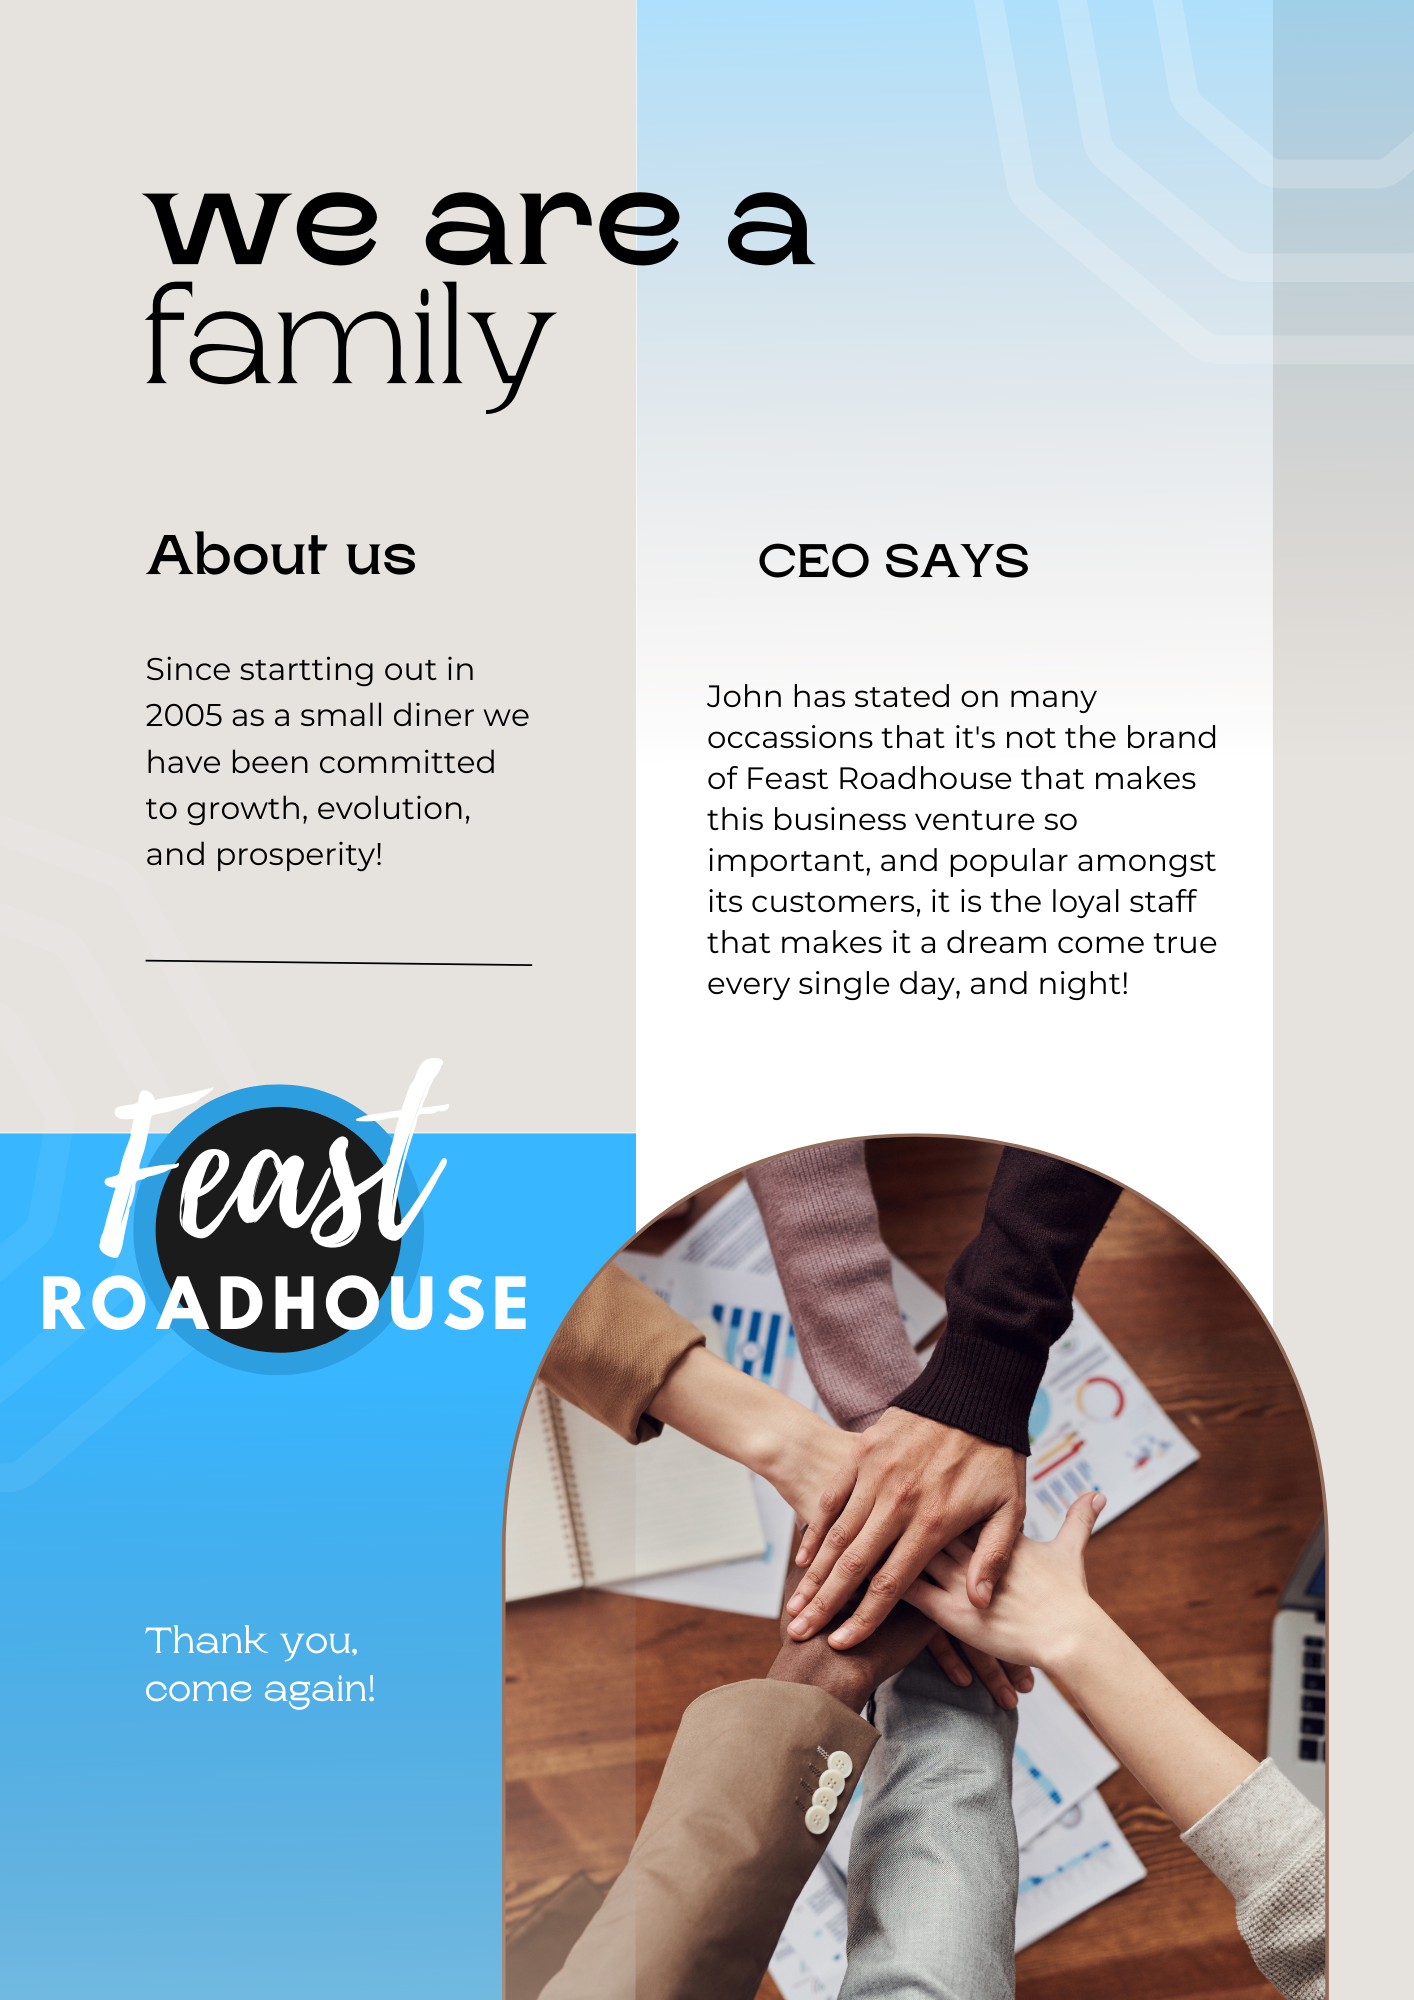 we are a
family
About us
Since startting out in
2005 as a small diner we
have been committed
to growth, evolution,
and prosperity!
CEO SAYS
John has stated on many
occassions that it's not the brand
of Feast Roadhouse that makes
this business venture so
important, and popular amongst
its customers, it is the loyal staff
that makes it a dream come true
every single day, and night!
Feast
ROADHOUSE
Thank you,
come again!